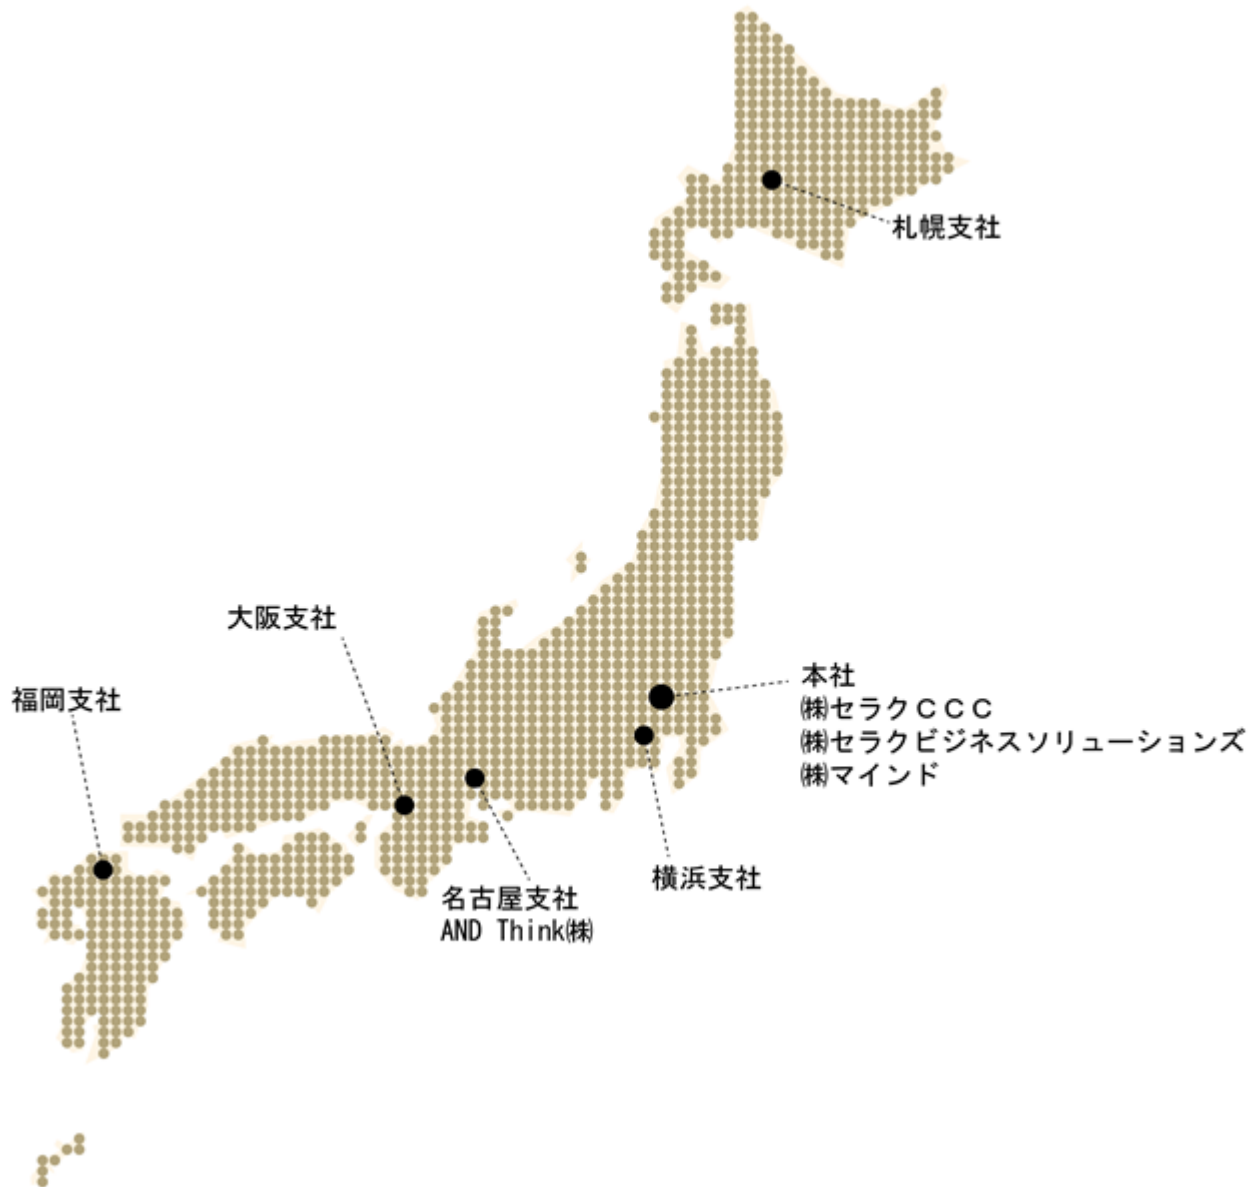 札幌支社
大阪支社
福岡支社
本社
㈱セラクＣＣＣ
㈱セラクビジネスソリューションズ
㈱マインド
横浜支社
名古屋支社
AND Think㈱